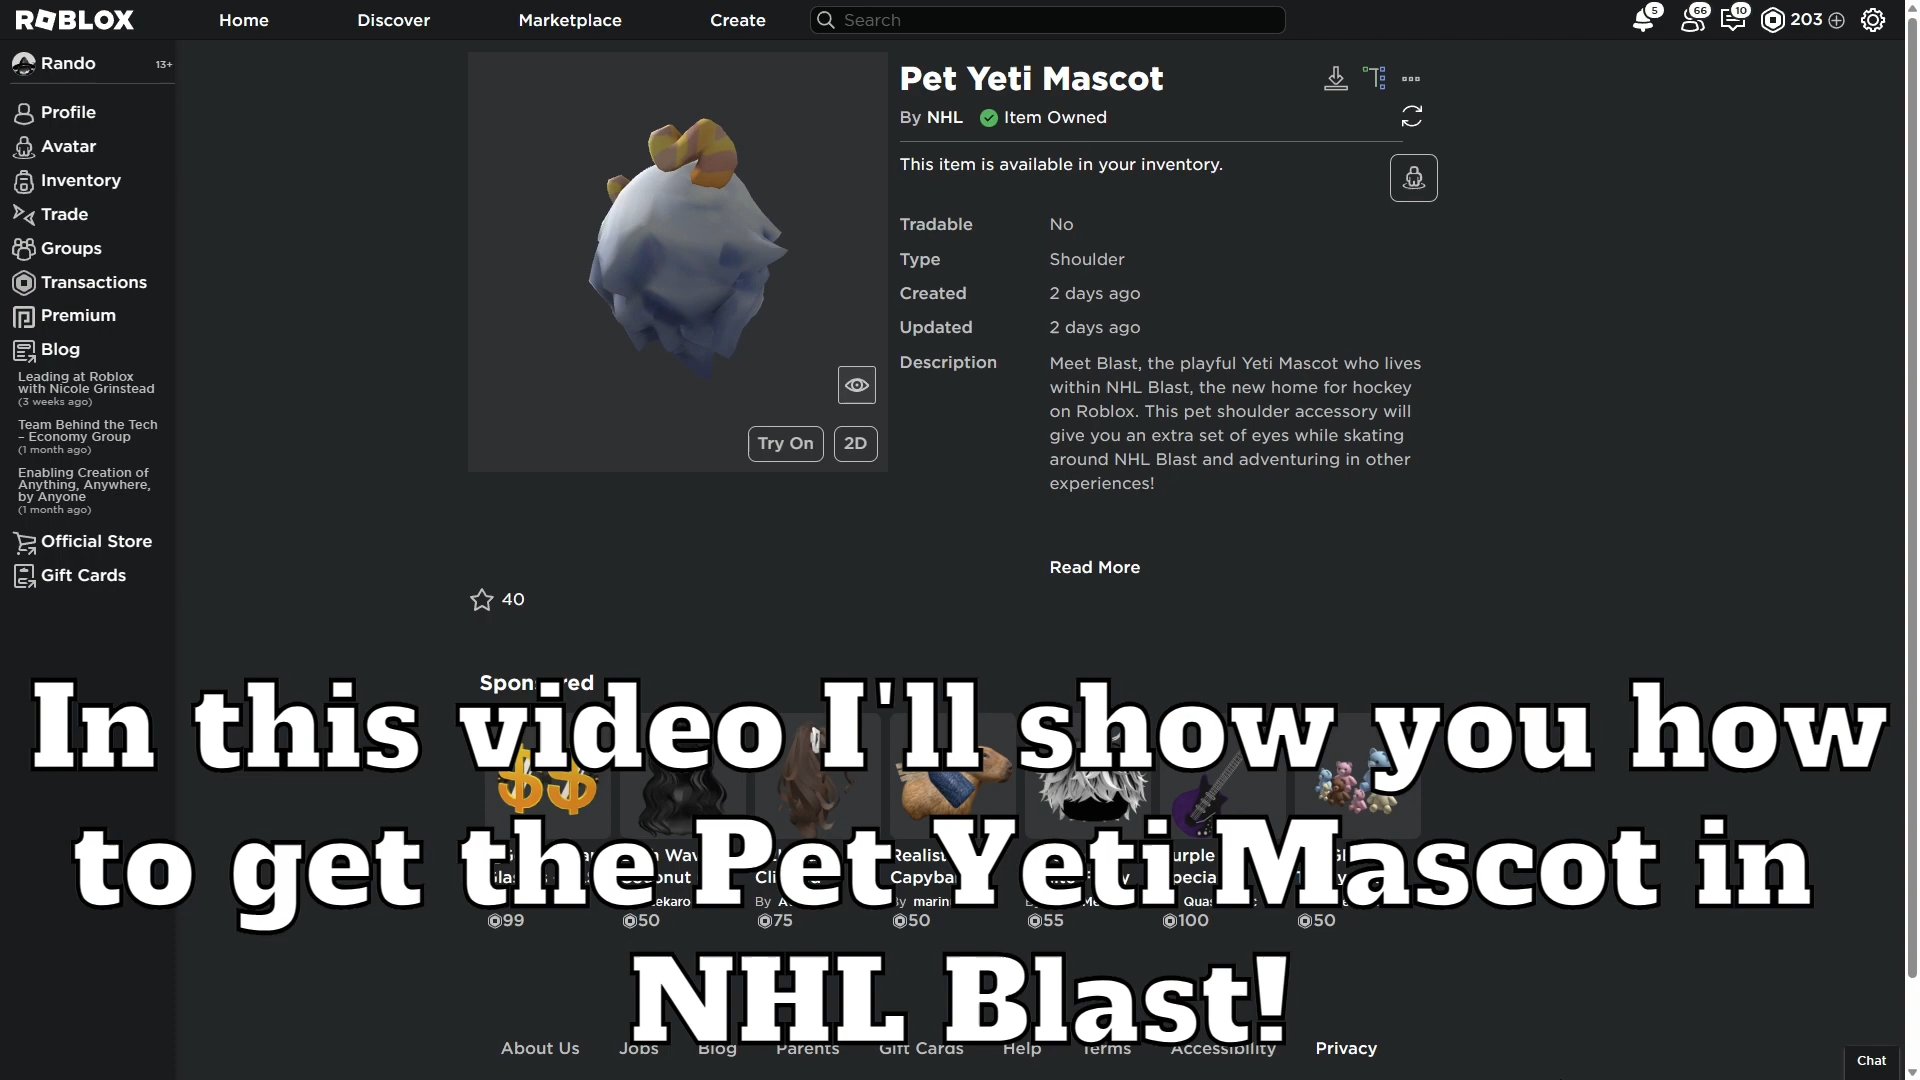 ROBLOX
Home
Discover
Marketplace
Create
Search
5
66
10
203
Rando
13+
Profile
Avatar
Inventory
Trade
Groups
Transactions
Premium
Blog
Leading at Roblox
with Nicole Grinstead
(3 weeks ago)
Team Behind the Tech
– Economy Group
(1 month ago)
Enabling Creation of
Anything, Anywhere,
by Anyone
(1 month ago)
Official Store
Gift Cards
Try On
2D
40
Pet Yeti Mascot
By NHL Item Owned
This item is available in your inventory.
Tradable No
Type Shoulder
Created 2 days ago
Updated 2 days ago
Description Meet Blast, the playful Yeti Mascot who lives
within NHL Blast, the new home for hockey
on Roblox. This pet shoulder accessory will
give you an extra set of eyes while skating
around NHL Blast and adventuring in other
experiences!
Read More
In this video I'll show you how
to get the Pet Yeti Mascot in
NHL Blast!
99
50
75
50
55
100
50
About Us
Jobs
Blog
Parents
Gift Cards
Help
Terms
Accessibility
Privacy
Chat